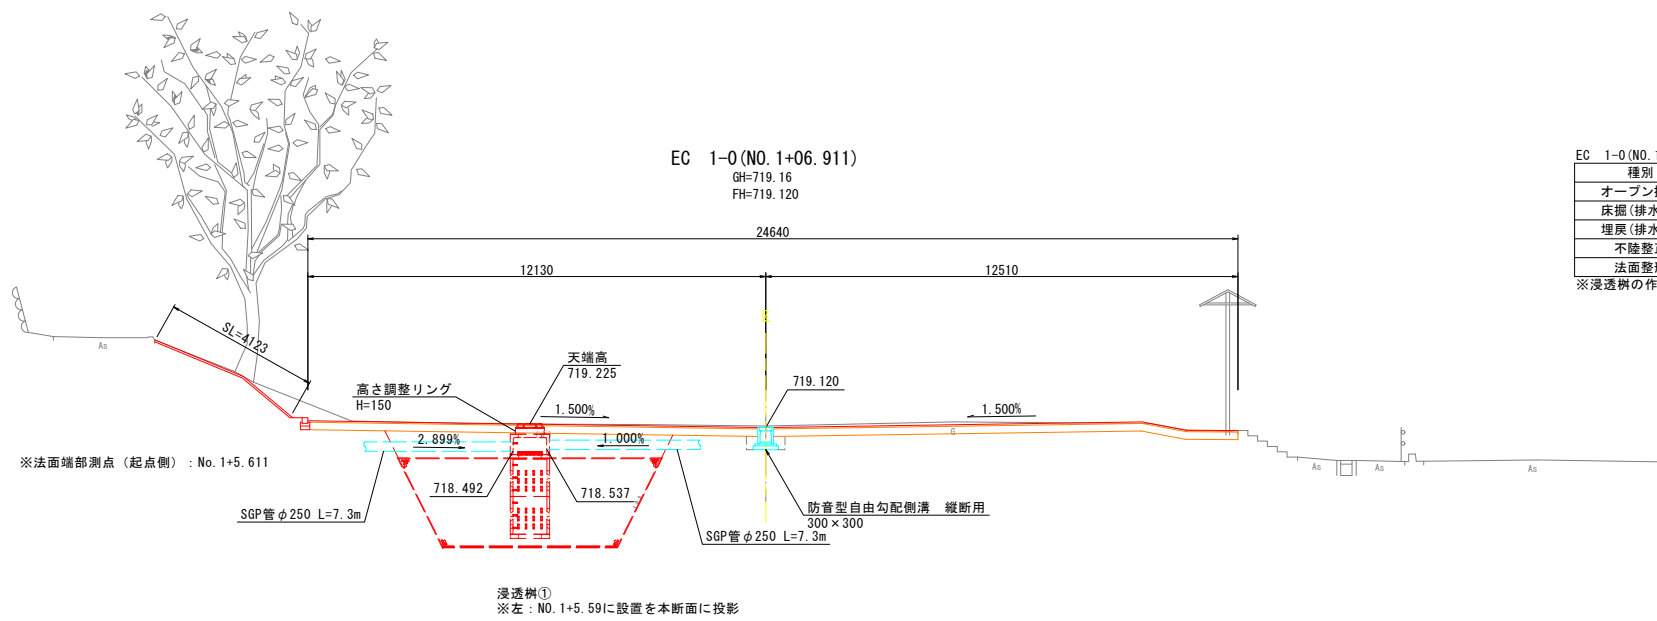 EC 1-0(NO.1+06.911)
GH=719.16
FH=719.120
24640
12130
12510
SL=4123
As
天端高
719.225
高さ調整リング
H=150
719.120
1.500%
1.500%
2.899%
1.000%
G
※法面端部測点（起点側）：No.1+5.611
718.492
718.537
SGP管φ250 L=7.3m
SGP管φ250 L=7.3m
防音型自由勾配側溝 縦断用
300×300
As
As
As
浸透桝①
※左：NO.1+5.59に設置を本断面に投影
EC 1-0(NO.1
種別
オープン
床掘(排水
埋戻(排水
不陸整
法面整
※浸透桝の作